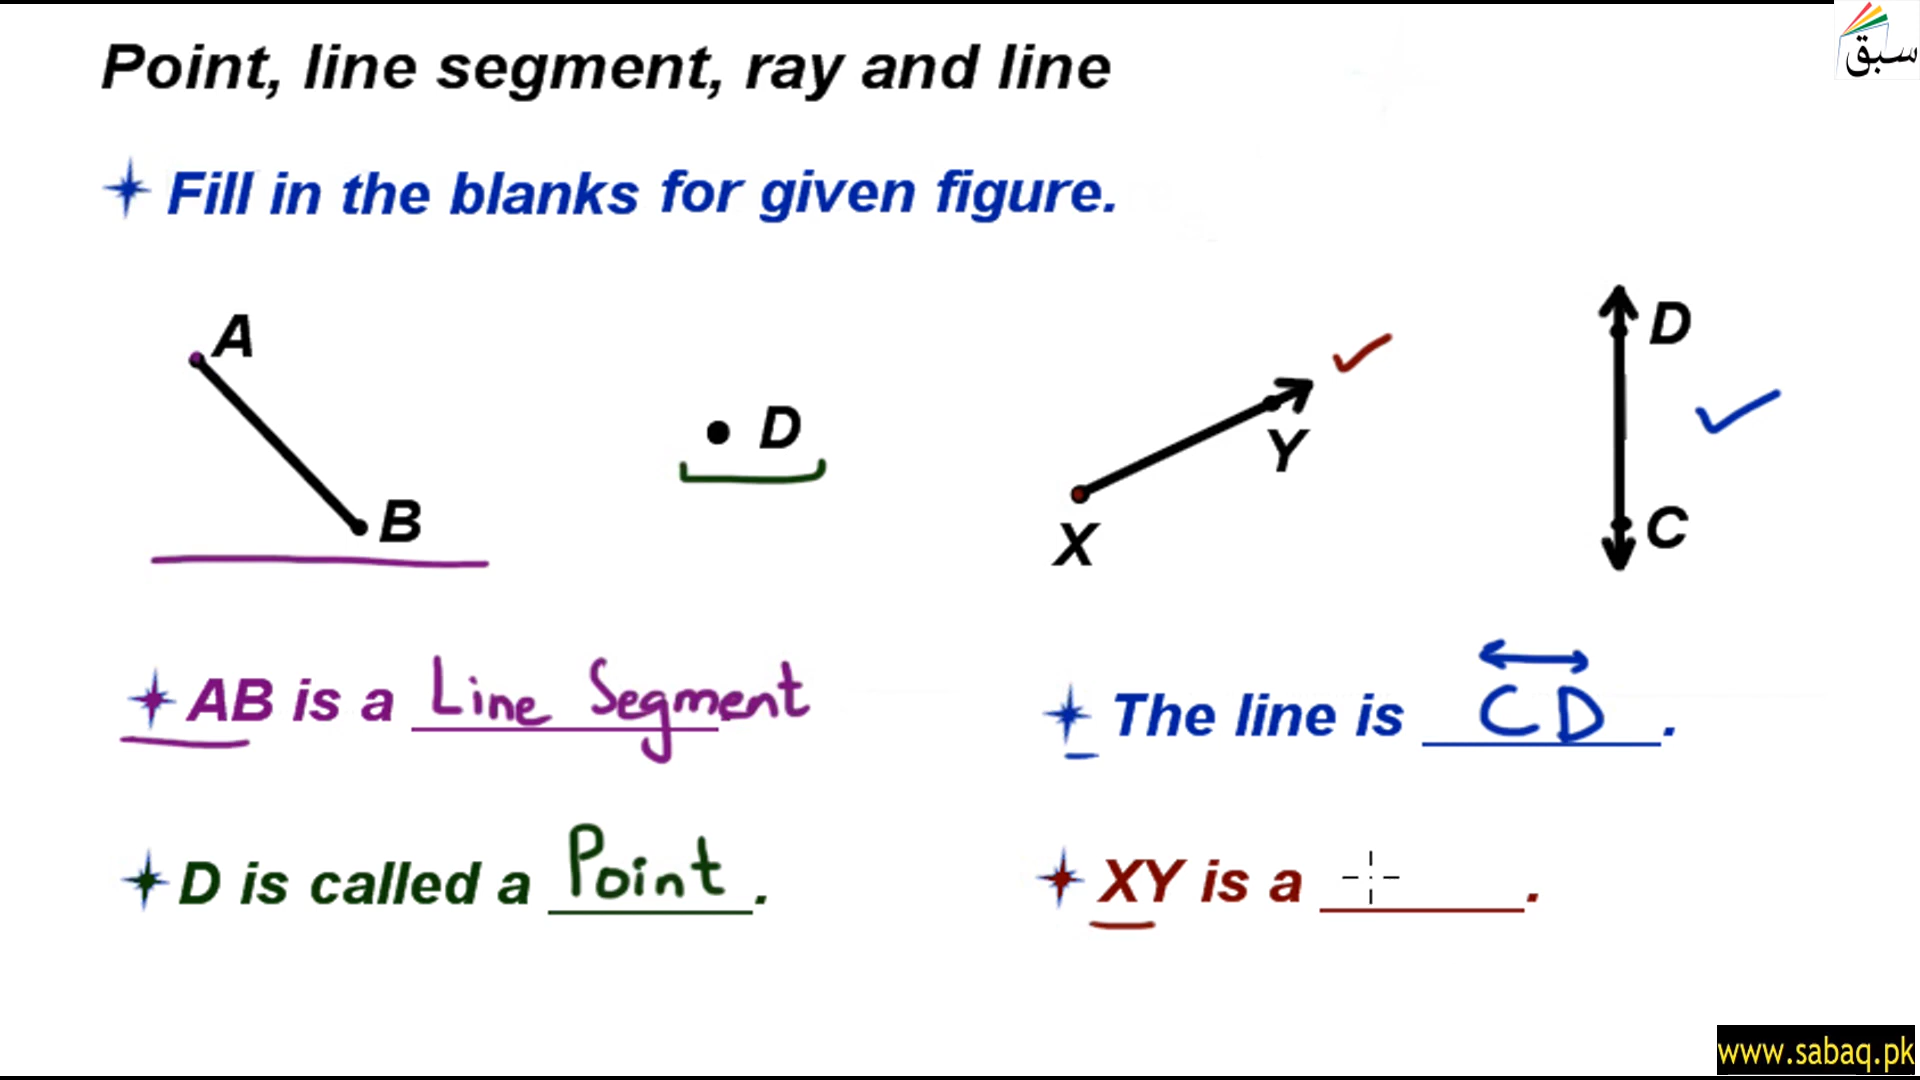 سبق
Point, line segment, ray and line
Fill in the blanks for given figure.
A
B
D
X
Y
D
C
AB is a Line Segment.
The line is CD.
D is called a Point.
XY is a ______.
www.sabaq.pk